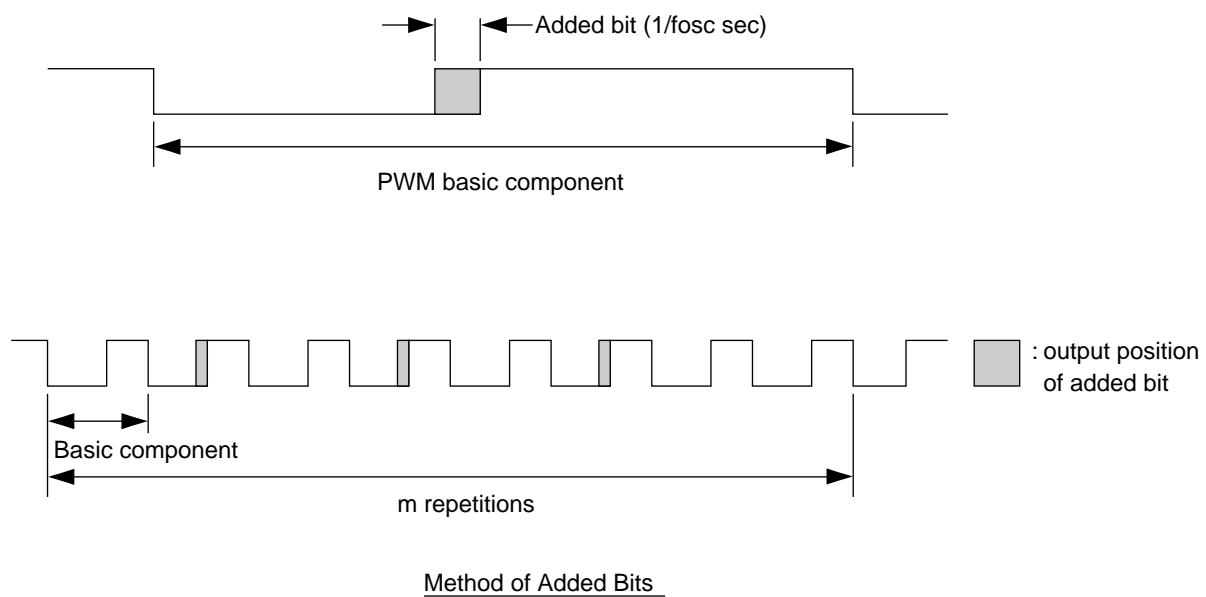 Added bit (1/fosc sec)
PWM basic component
: output position
of added bit
Basic component
m repetitions
Method of Added Bits